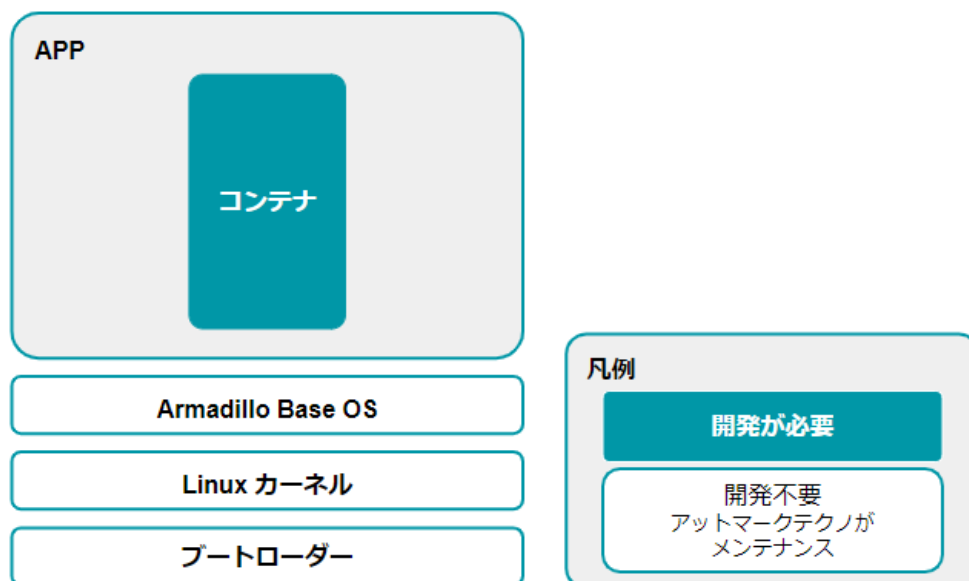 APP
コンテナ
Armadillo Base OS
Linux カーネル
ブートローダー
凡例
開発が必要
開発不要
アットマークテクノが
メンテナンス